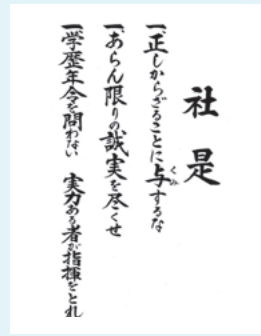 社是
一、正しからざることに与するな
一、あらん限りの誠実を尽くせ
一、学歴年令を問わない 実力ある者が指揮をとれ